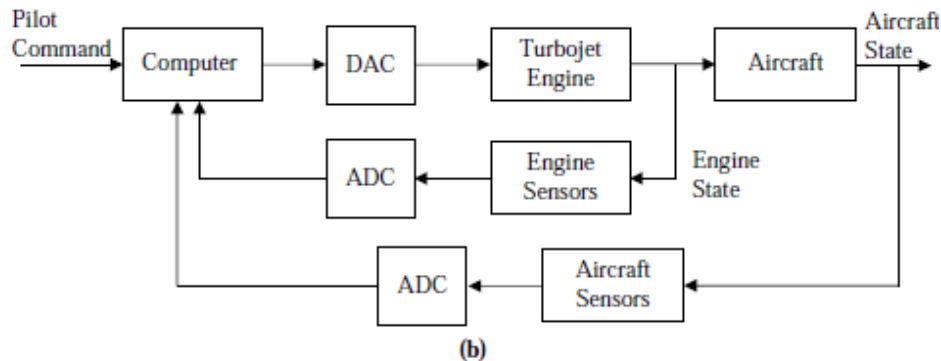 Pilot
Command
Computer
DAC
Turbojet
Engine
Aircraft
Aircraft
State
ADC
Engine
Sensors
Engine
State
ADC
Aircraft
Sensors
(b)